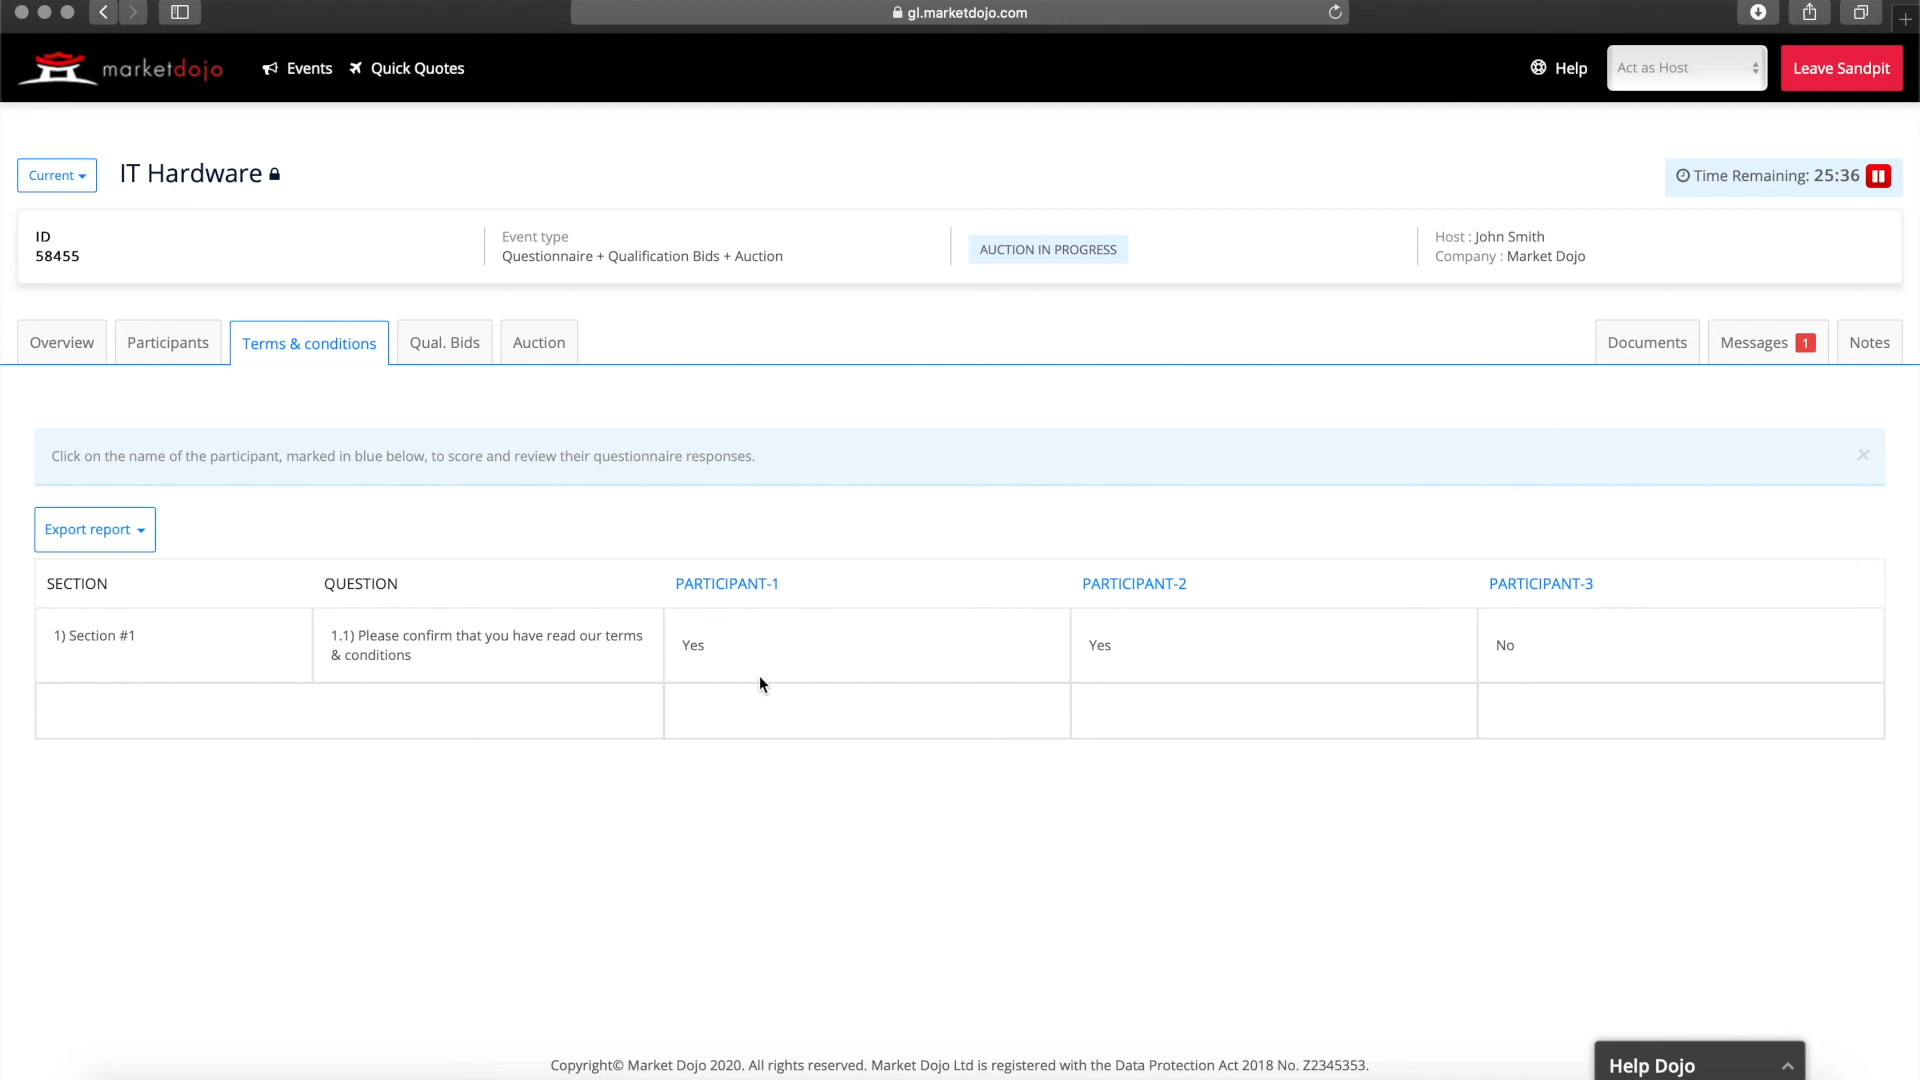 gl.marketdojo.com
marketdojo Events Quick Quotes Help Act as Host Leave Sandpit
Current IT Hardware Time Remaining: 25:36
ID
58455
Event type
Questionnaire + Qualification Bids + Auction
AUCTION IN PROGRESS
Host : John Smith
Company : Market Dojo
Overview Participants Terms & conditions Qual. Bids Auction Documents Messages 1 Notes
Click on the name of the participant, marked in blue below, to score and review their questionnaire responses.
Export report
SECTION QUESTION PARTICIPANT-1 PARTICIPANT-2 PARTICIPANT-3
1) Section #1
1.1) Please confirm that you have read our terms
& conditions
Yes Yes No
Copyright© Market Dojo 2020. All rights reserved. Market Dojo Ltd is registered with the Data Protection Act 2018 No. Z2345353.
Help Dojo